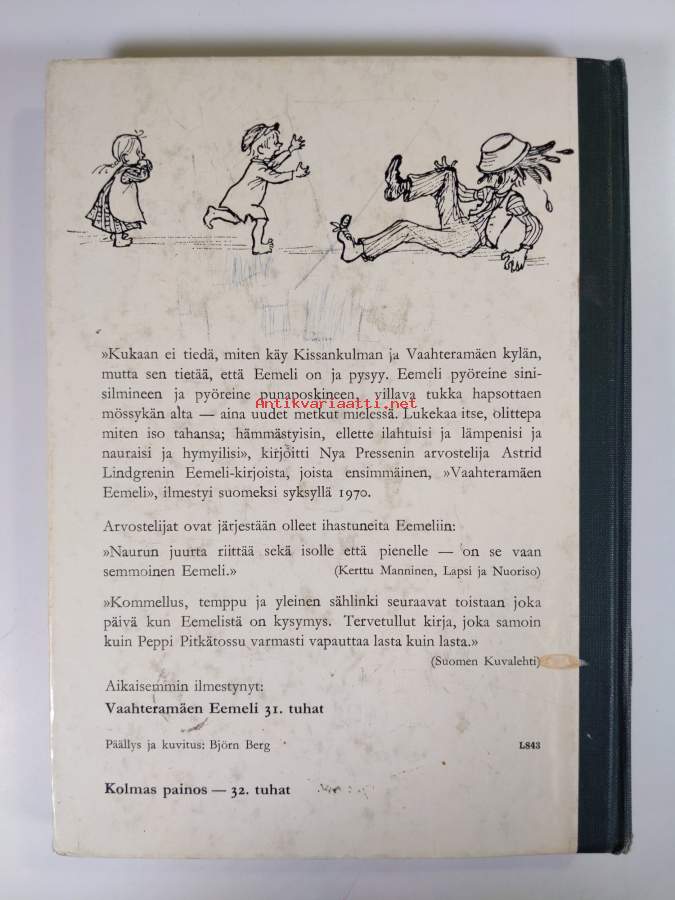 »Kukaan ei tiedä, miten käy Kissankulman ja Vaahteramäen kylän,
mutta sen tietää, että Eemeli on ja pysyy. Eemeli pyöreine sini-
silmineen ja pyöreine punaposkineen, villava tukka hapsottaen
Antikvariaatti.net
mössykän alta — aina uudet metkut mielessä. Lukekaa itse, olittepa
miten iso tahansa; hämmästyisin, ellette ilahtuisi ja lämpenisi ja
nauraisi ja hymyilisi», kirjoitti Nya Pressenin arvostelija Astrid
Lindgrenin Eemeli-kirjoista, joista ensimmäinen, »Vaahteramäen
Eemeli», ilmestyi suomeksi syksyllä 1970.
Arvostelijat ovat järjestään olleet ihastuneita Eemeliin:
»Naurun juurta riittää sekä isolle että pienelle — on se vaan
semmoinen Eemeli.» (Kerttu Manninen, Lapsi ja Nuoriso)
»Kommellus, temppu ja yleinen sählinki seuraavat toistaan joka
päivä kun Eemelistä on kysymys. Tervetullut kirja, joka samoin
kuin Peppi Pitkätossu varmasti vapauttaa lasta kuin lasta.»
(Suomen Kuvalehti)
Aikaisemmin ilmestynyt:
Vaahteramäen Eemeli 31. tuhat
Päällys ja kuvitus: Björn Berg L843
Kolmas painos — 32. tuhat